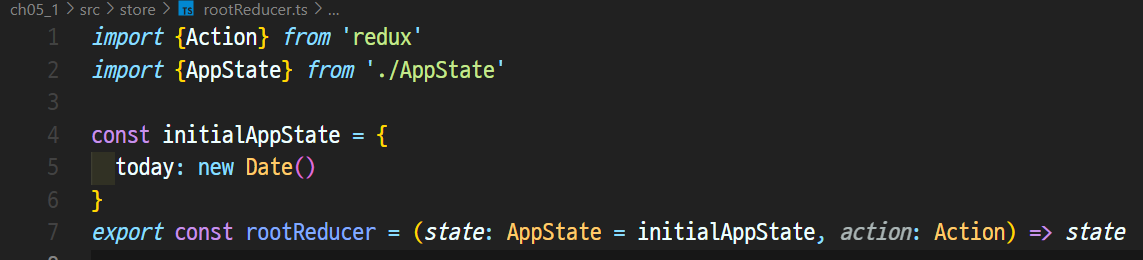 ch05_1 > src > store > TS rootReducer.ts > ...
1 import {Action} from 'redux'
2 import {AppState} from './AppState'
3
4 const initialAppState = {
5   today: new Date()
6 }
7 export const rootReducer = (state: AppState = initialAppState, action: Action) => state